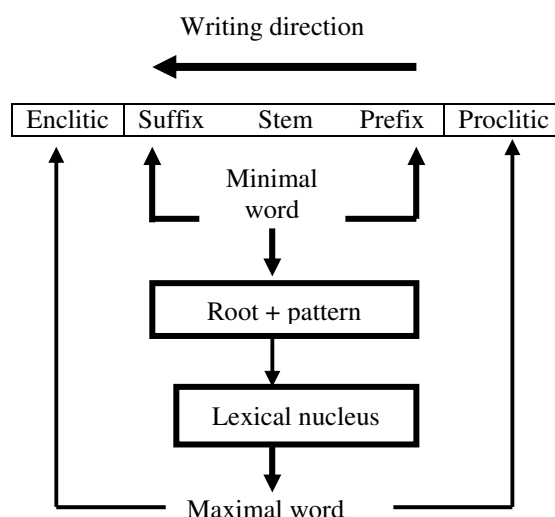 Writing direction
Enclitic Suffix Stem Prefix Proclitic
Minimal
word
Root + pattern
Lexical nucleus
Maximal word